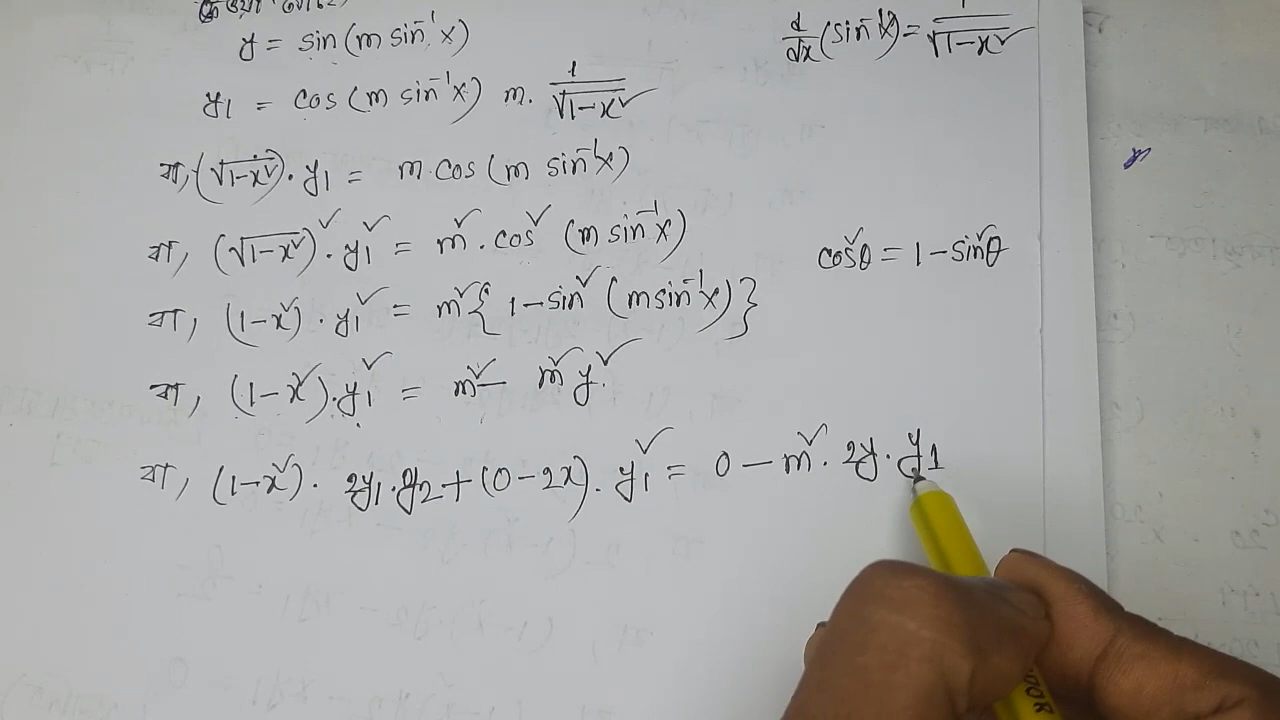 y = sin(m sin⁻¹x)
d/dx (sin⁻¹x) = 1/√(1-x²)
y₁ = cos(m sin⁻¹x) m. 1/√(1-x²)
বা, (√(1-x²)). y₁ = m.cos(m sin⁻¹x)
বা, (√(1-x²))². y₁² = m². cos²(m sin⁻¹x)
cos²θ = 1-sin²θ
বা, (1-x²). y₁² = m²{1-sin²(m sin⁻¹x)}
বা, (1-x²).y₁² = m² - m²y²
বা, (1-x²). 2y₁.y₂+(0-2x). y₁² = 0-m². 2y.y₁